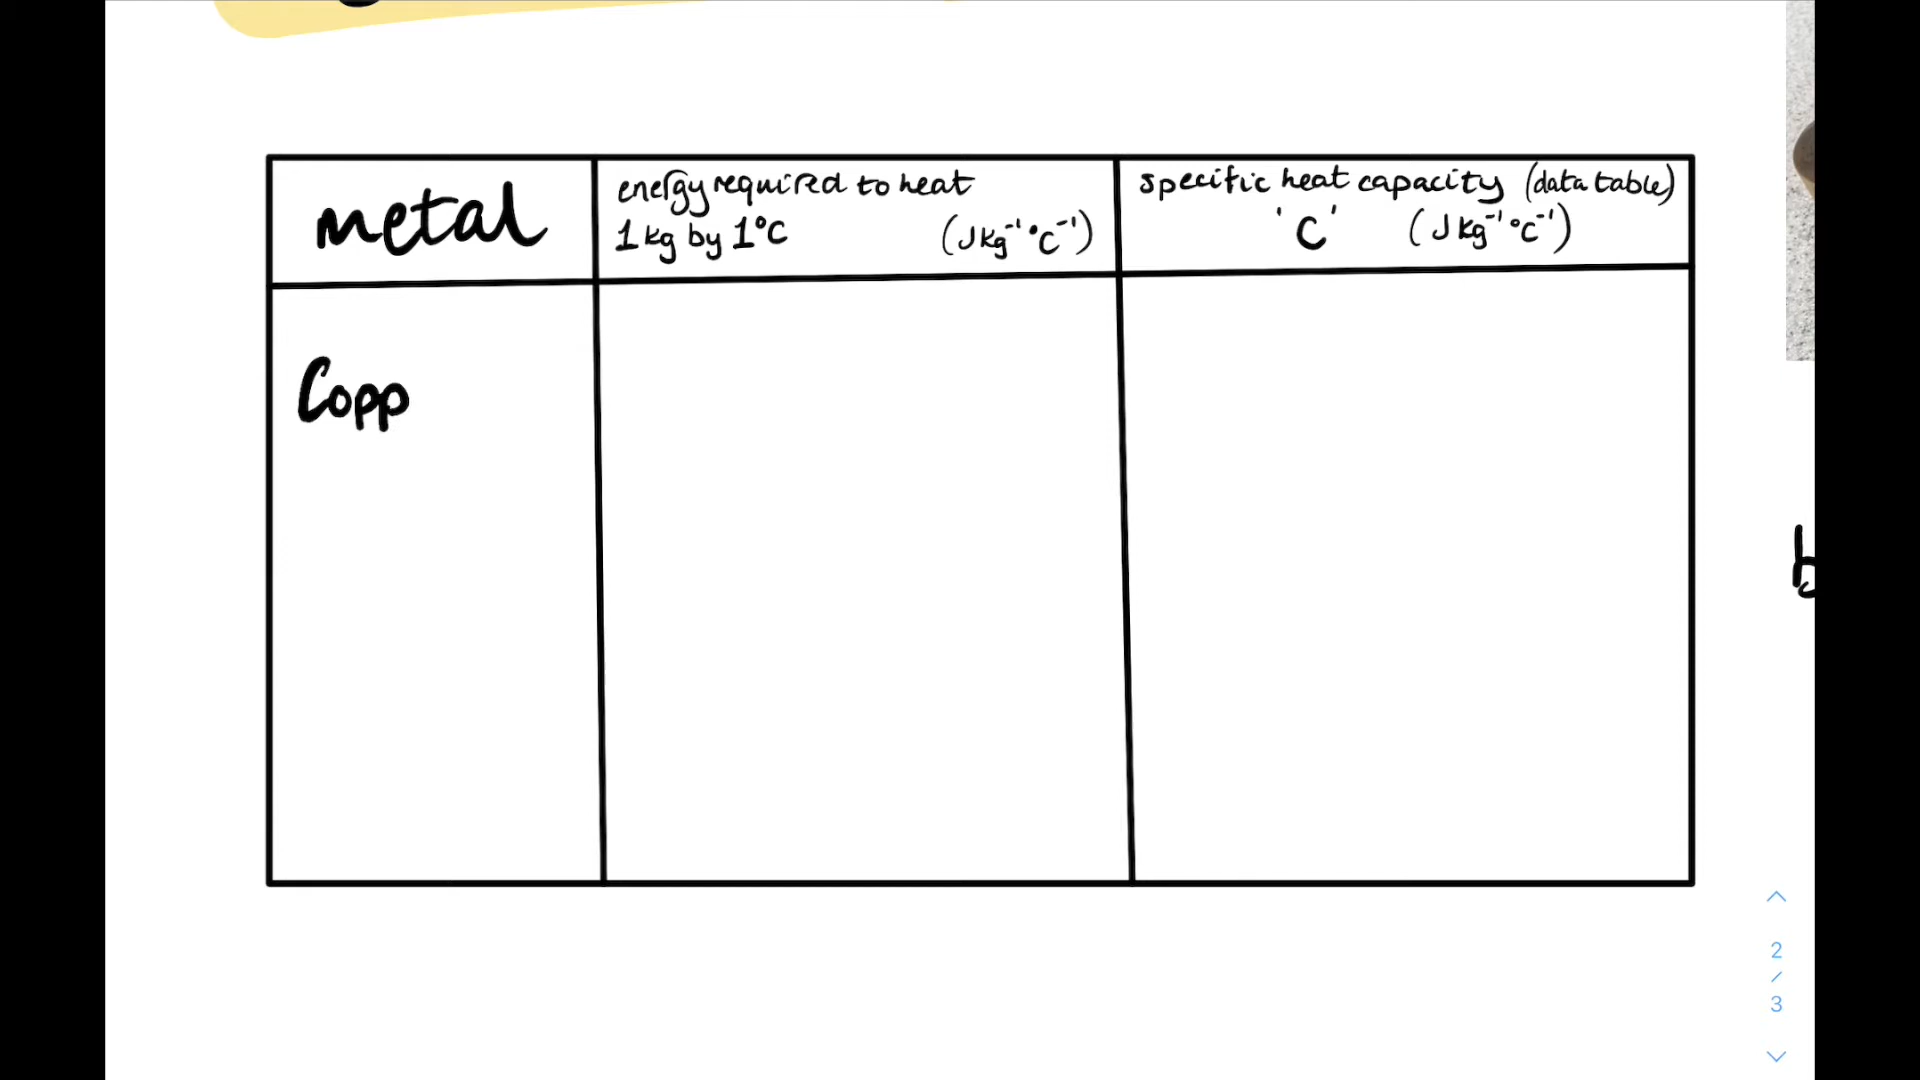 metal
energy required to heat
1 kg by 1°C (J kg⁻¹ °C⁻¹)
specific heat capacity (data table)
'C' (J kg⁻¹ °C⁻¹)
Copp
b
2
/
3